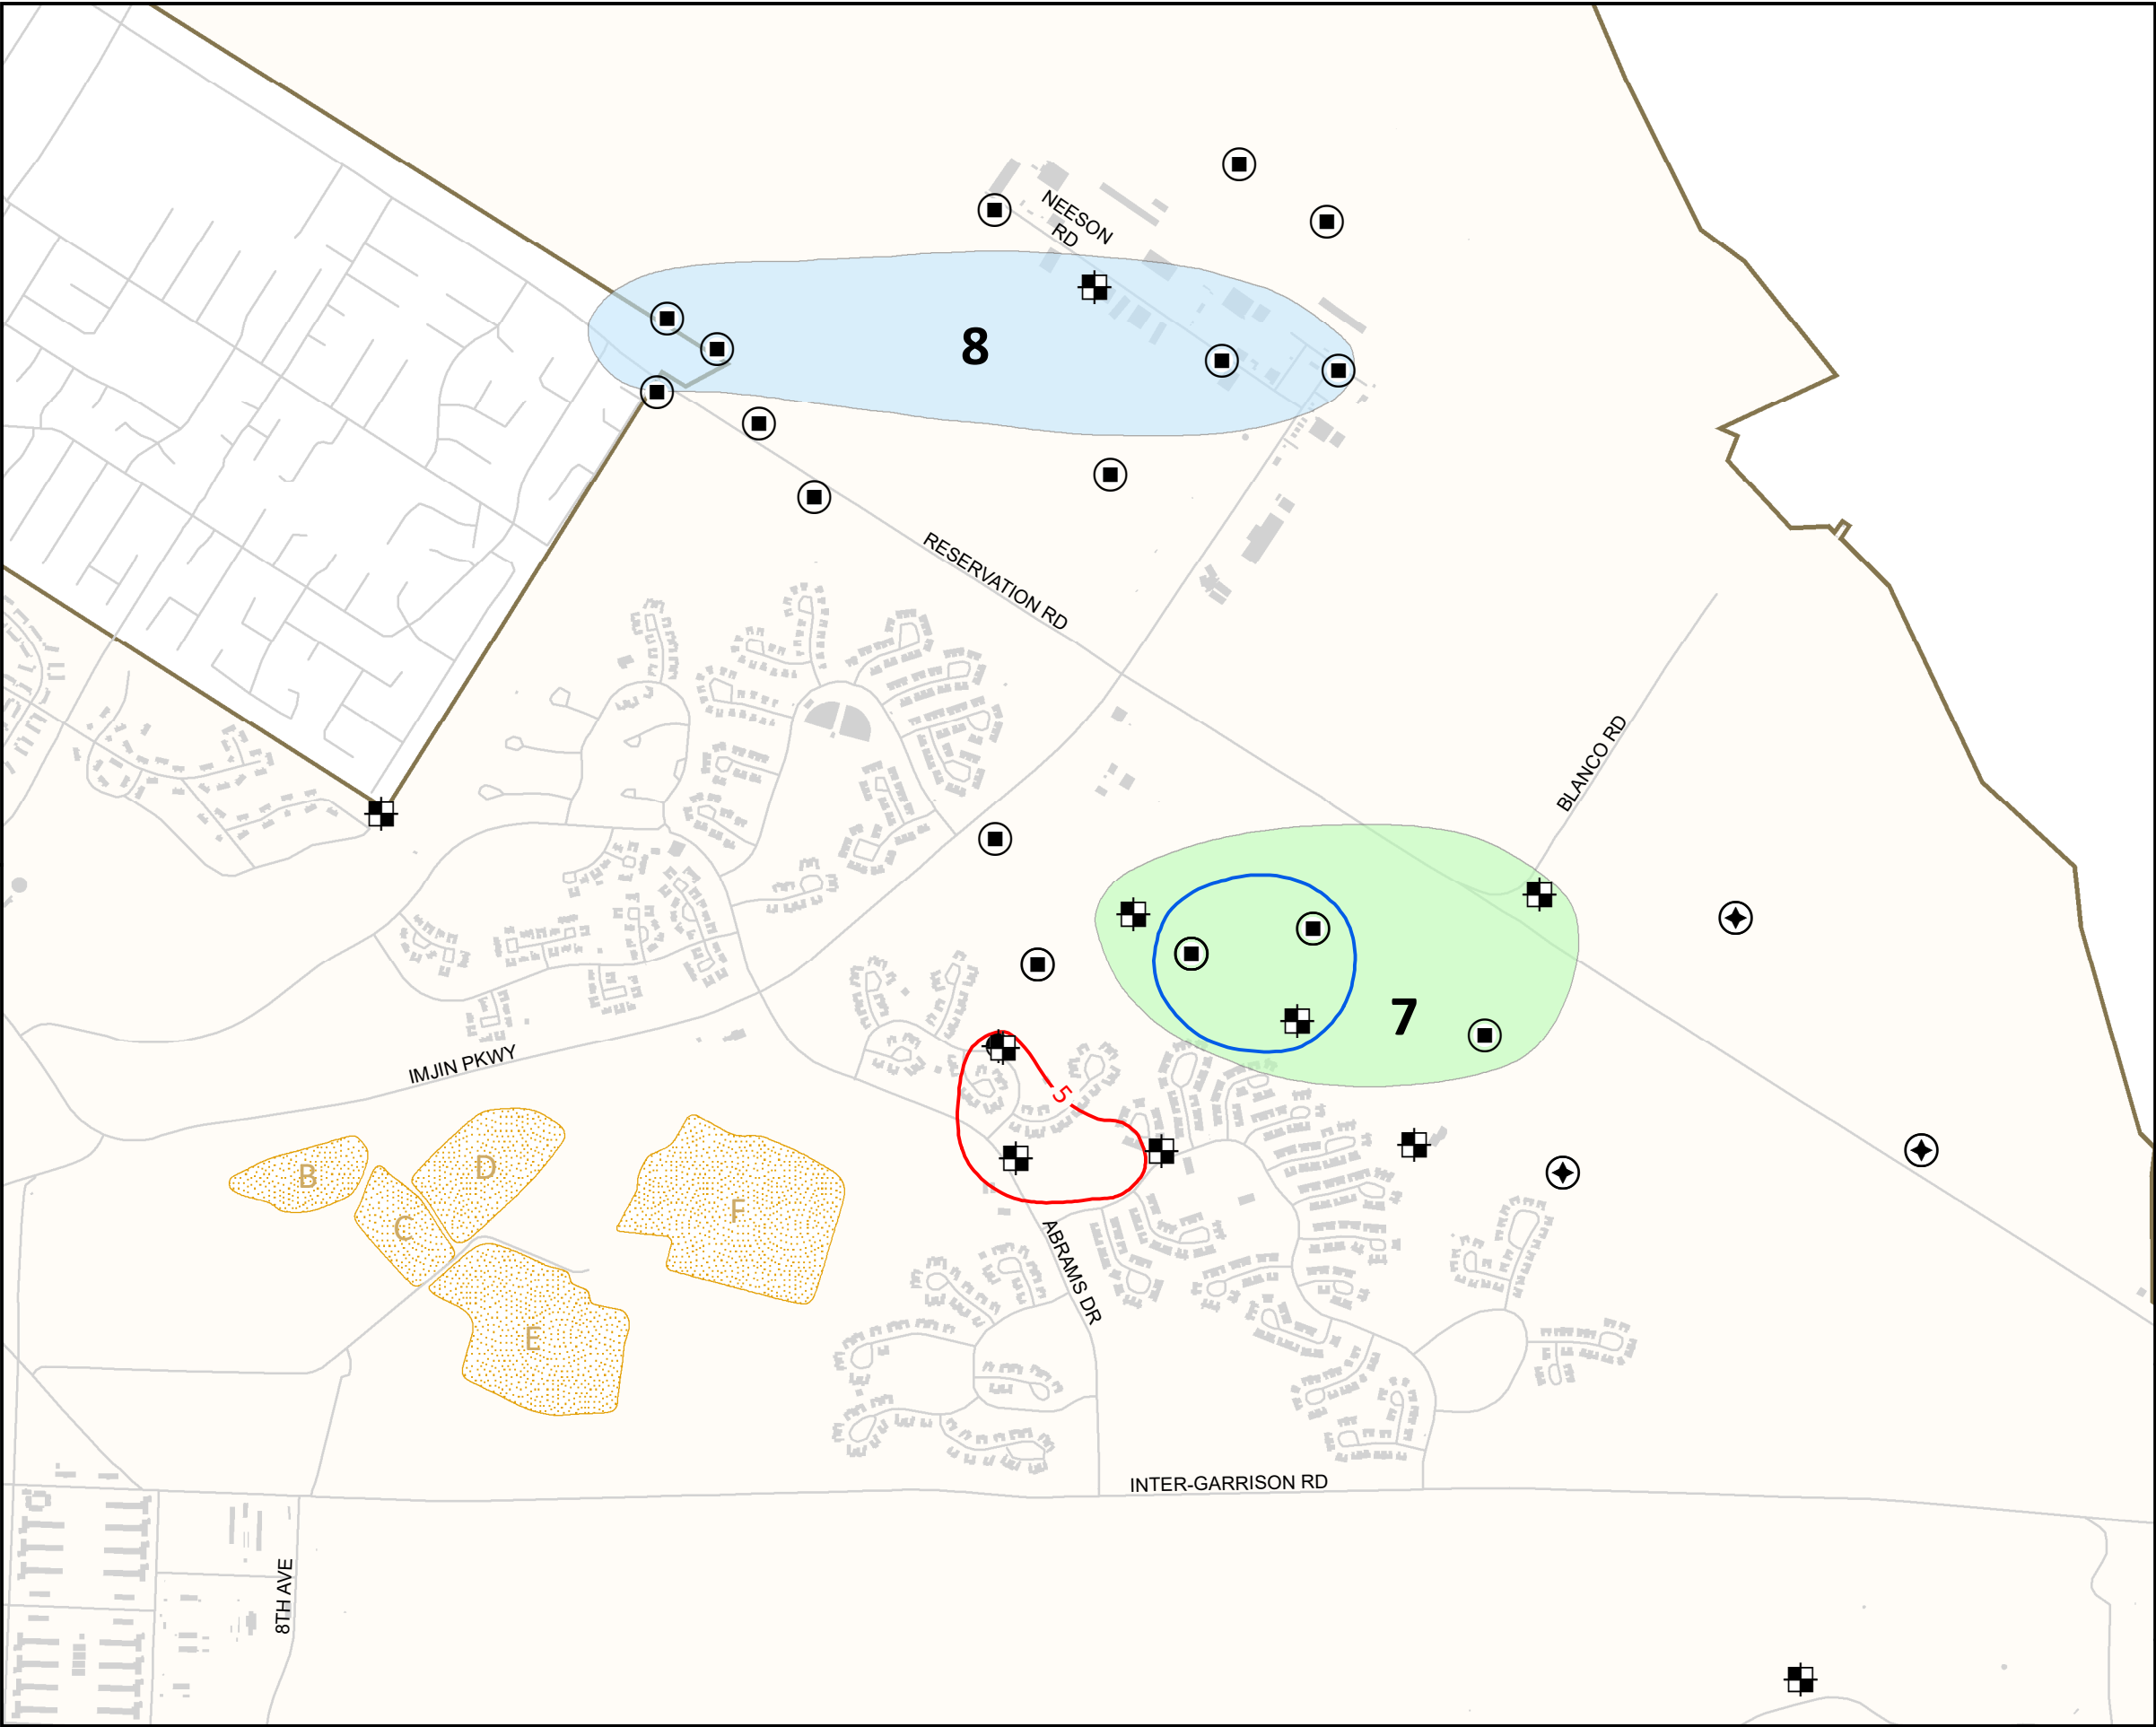 NEESON
RD
8
RESERVATION RD
BLANCO RD
7
IMJIN PKWY
5
B
D
C
F
E
ABRAMS DR
INTER-GARRISON RD
8TH AVE